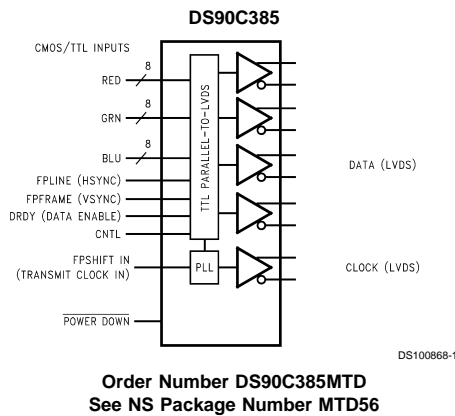 DS90C385
CMOS/TTL INPUTS
8
RED
8
GRN
8
BLU
FPLINE (HSYNC)
FPFRAME (VSYNC)
DRDY (DATA ENABLE)
CNTL
FPSHIFT IN
(TRANSMIT CLOCK IN)
POWER DOWN
TTL PARALLEL-TO-LVDS
PLL
DATA (LVDS)
CLOCK (LVDS)
DS100868-1
Order Number DS90C385MTD
See NS Package Number MTD56